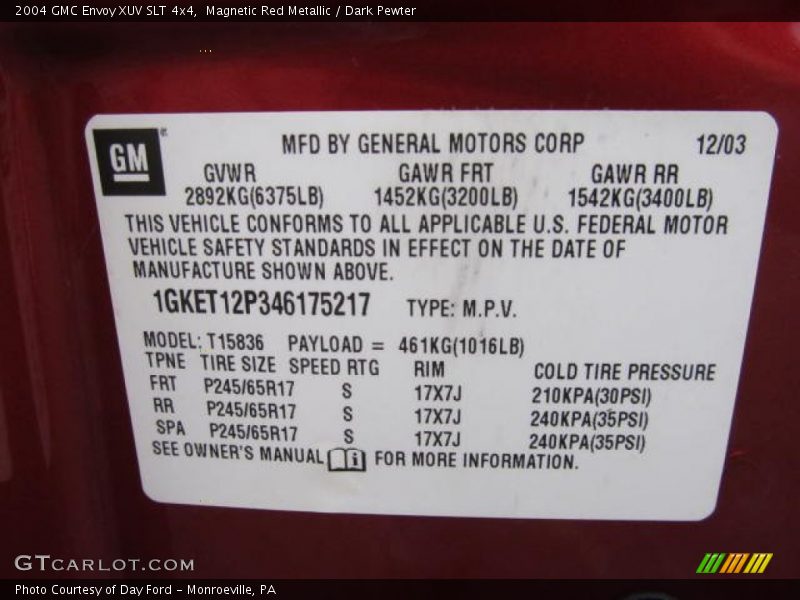 2004 GMC Envoy XUV SLT 4x4, Magnetic Red Metallic / Dark Pewter
GM
MFD BY GENERAL MOTORS CORP 12/03
GVWR GAWR FRT GAWR RR
2892KG(6375LB) 1452KG(3200LB) 1542KG(3400LB)
THIS VEHICLE CONFORMS TO ALL APPLICABLE U.S. FEDERAL MOTOR
VEHICLE SAFETY STANDARDS IN EFFECT ON THE DATE OF
MANUFACTURE SHOWN ABOVE.
1GKET12P346175217 TYPE: M.P.V.
MODEL: T15836 PAYLOAD = 461KG(1016LB)
TPNE TIRE SIZE SPEED RTG RIM COLD TIRE PRESSURE
FRT P245/65R17 S 17X7J 210KPA(30PSI)
RR P245/65R17 S 17X7J 240KPA(35PSI)
SPA P245/65R17 S 17X7J 240KPA(35PSI)
SEE OWNER'S MANUAL i FOR MORE INFORMATION.
GTCARLOT.COM
Photo Courtesy of Day Ford - Monroeville, PA